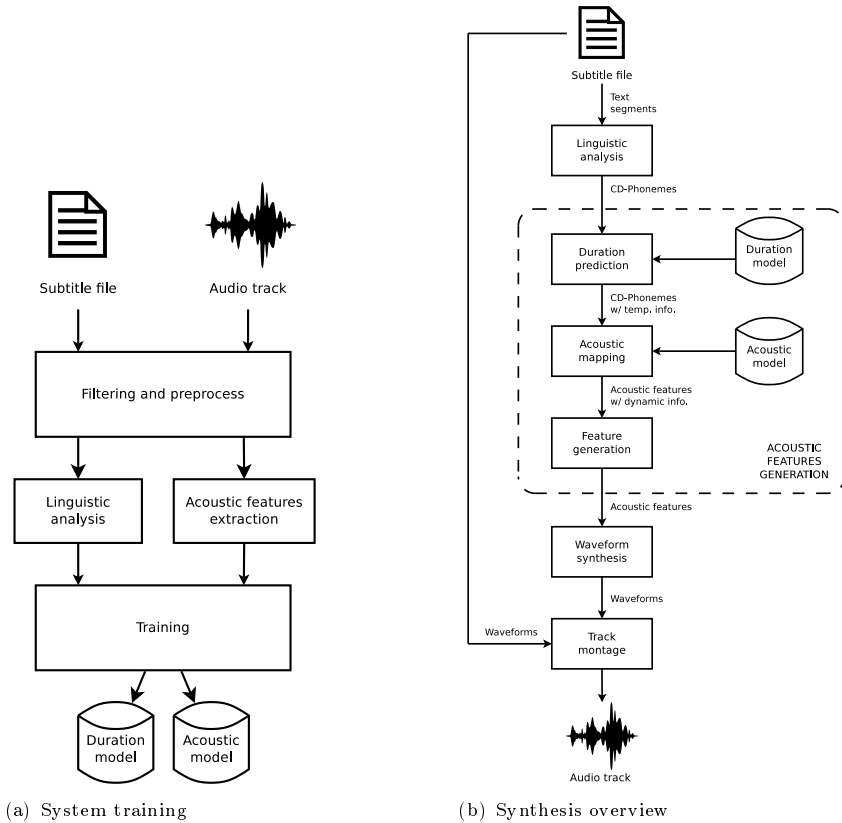 Subtitle file
Audio track
Filtering and preprocess
Linguistic
analysis
Acoustic features
extraction
Training
Duration
model
Acoustic
model
(a) System training
Subtitle file
Text
segments
Linguistic
analysis
CD-Phonemes
Duration
prediction
Duration
model
CD-Phonemes
w/ temp. info.
Acoustic
mapping
Acoustic
model
Acoustic features
w/ dynamic info.
Feature
generation
ACOUSTIC
FEATURES
GENERATION
Acoustic features
Waveform
synthesis
Waveforms
Waveforms
Track
montage
Audio track
(b) Synthesis overview